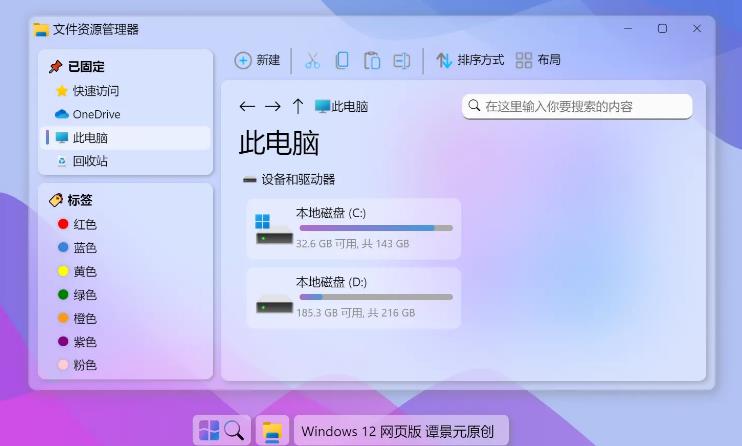 文件资源管理器
已固定
快速访问
OneDrive
此电脑
回收站
标签
红色
蓝色
黄色
绿色
橙色
紫色
粉色
新建
排序方式
布局
此电脑
在这里输入你要搜索的内容
此电脑
设备和驱动器
本地磁盘 (C:)
32.6 GB 可用, 共 143 GB
本地磁盘 (D:)
185.3 GB 可用, 共 216 GB
Windows 12 网页版 谭景元原创